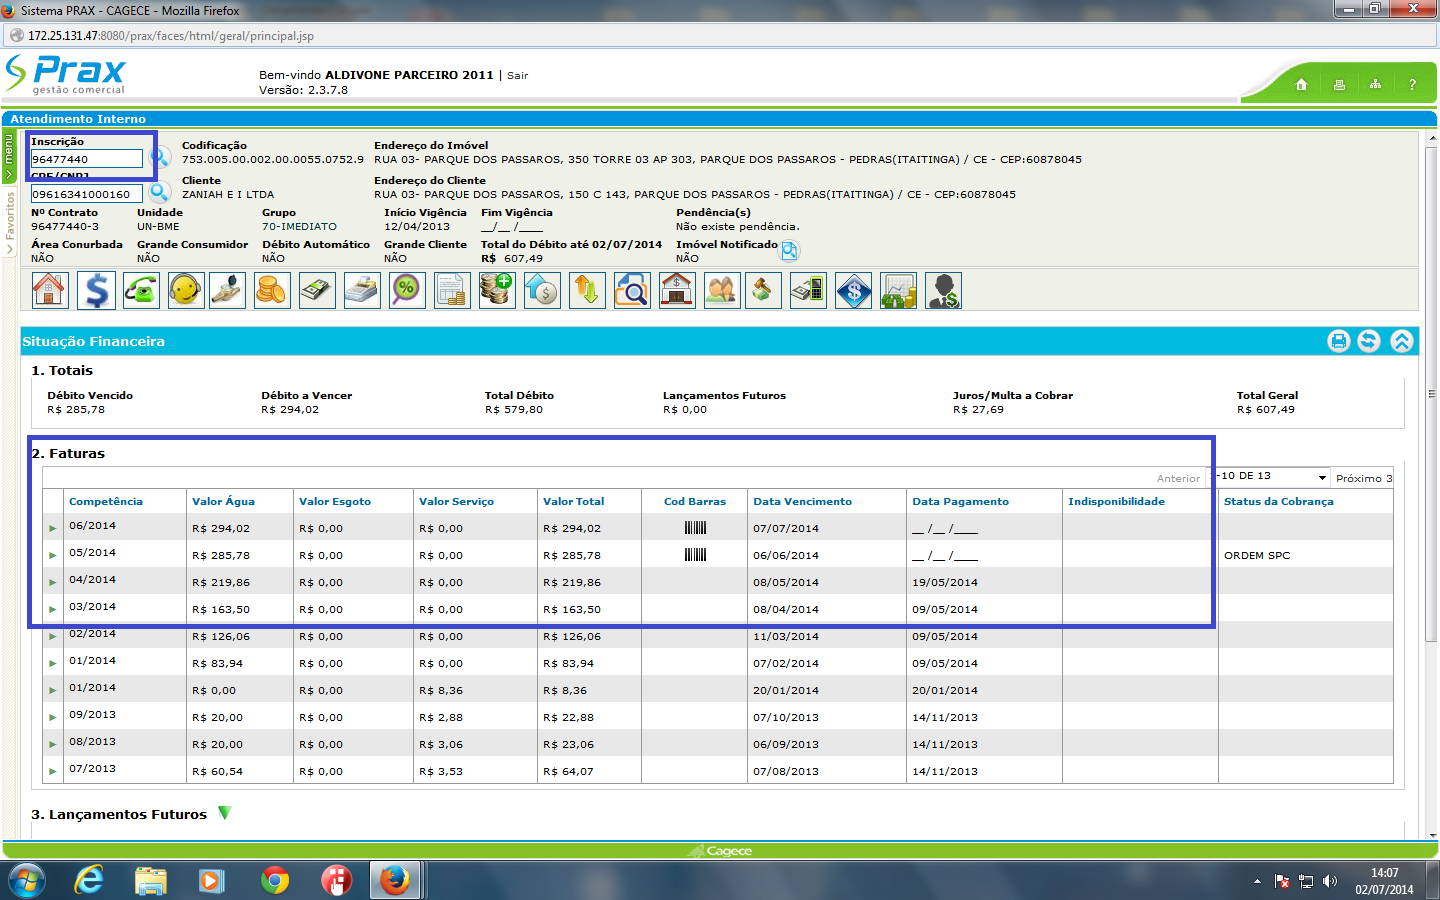 Sistema PRAX - CAGECE - Mozilla Firefox
172.25.131.47:8080/prax/faces/html/geral/principal.jsp
Prax
gestão comercial
Bem-vindo ALDIVONE PARCEIRO 2011 | Sair
Versão: 2.3.7.8
?
Atendimento Interno
menu
Favoritos
Inscrição
96477440
Codificação
753.005.00.002.00.0055.0752.9
Endereço do Imóvel
RUA 03- PARQUE DOS PASSAROS, 350 TORRE 03 AP 303, PARQUE DOS PASSAROS - PEDRAS(ITAITINGA) / CE - CEP:60878045
CPF/CNPJ
09616341000160
Cliente
ZANIAH E I LTDA
Endereço do Cliente
RUA 03- PARQUE DOS PASSAROS, 150 C 143, PARQUE DOS PASSAROS - PEDRAS(ITAITINGA) / CE - CEP:60878045
Nº Contrato Unidade Grupo Início Vigência Fim Vigência Pendência(s)
96477440-3 UN-BME 70-IMEDIATO 12/04/2013 __/__ /____ Não existe pendência.
Área Conurbada Grande Consumidor Débito Automático Grande Cliente Total do Débito até 02/07/2014 Imóvel Notificado
NÃO NÃO NÃO NÃO R$ 607,49 NÃO
Situação Financeira
1. Totais
Débito Vencido Débito a Vencer Total Débito Lançamentos Futuros Juros/Multa a Cobrar Total Geral
R$ 285,78 R$ 294,02 R$ 579,80 R$ 0,00 R$ 27,69 R$ 607,49
2. Faturas
Anterior -10 DE 13 Próximo 3
Competência Valor Água Valor Esgoto Valor Serviço Valor Total Cod Barras Data Vencimento Data Pagamento Indisponibilidade Status da Cobrança
06/2014 R$ 294,02 R$ 0,00 R$ 0,00 R$ 294,02 07/07/2014 __ /__ /____
05/2014 R$ 285,78 R$ 0,00 R$ 0,00 R$ 285,78 06/06/2014 __ /__ /____ ORDEM SPC
04/2014 R$ 219,86 R$ 0,00 R$ 0,00 R$ 219,86 08/05/2014 19/05/2014
03/2014 R$ 163,50 R$ 0,00 R$ 0,00 R$ 163,50 08/04/2014 09/05/2014
02/2014 R$ 126,06 R$ 0,00 R$ 0,00 R$ 126,06 11/03/2014 09/05/2014
01/2014 R$ 83,94 R$ 0,00 R$ 0,00 R$ 83,94 07/02/2014 09/05/2014
01/2014 R$ 0,00 R$ 0,00 R$ 8,36 R$ 8,36 20/01/2014 20/01/2014
09/2013 R$ 20,00 R$ 0,00 R$ 2,88 R$ 22,88 07/10/2013 14/11/2013
08/2013 R$ 20,00 R$ 0,00 R$ 3,06 R$ 23,06 06/09/2013 14/11/2013
07/2013 R$ 60,54 R$ 0,00 R$ 3,53 R$ 64,07 07/08/2013 14/11/2013
3. Lançamentos Futuros
Cagece
14:07
02/07/2014